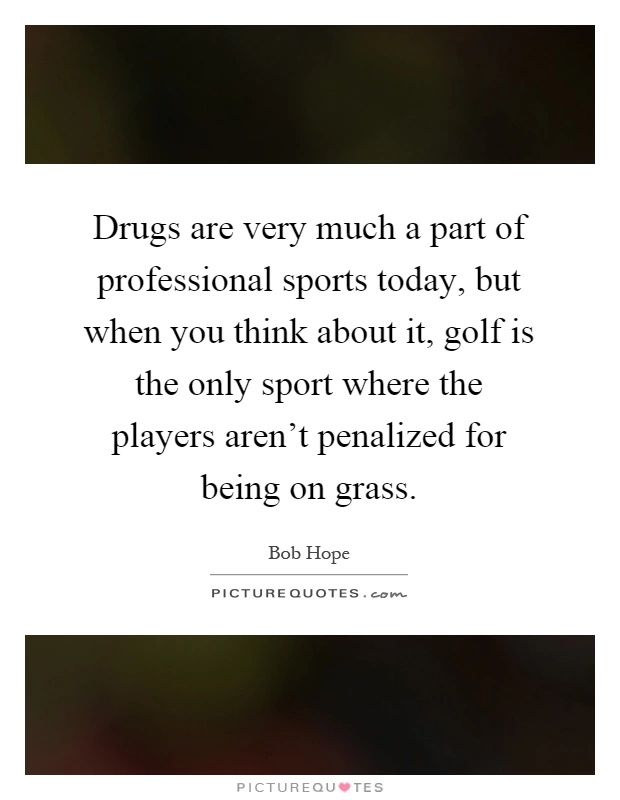 Drugs are very much a part of
professional sports today, but
when you think about it, golf is
the only sport where the
players aren’t penalized for
being on grass.
Bob Hope
PICTUREQUOTES.com
PICTUREQUOTES